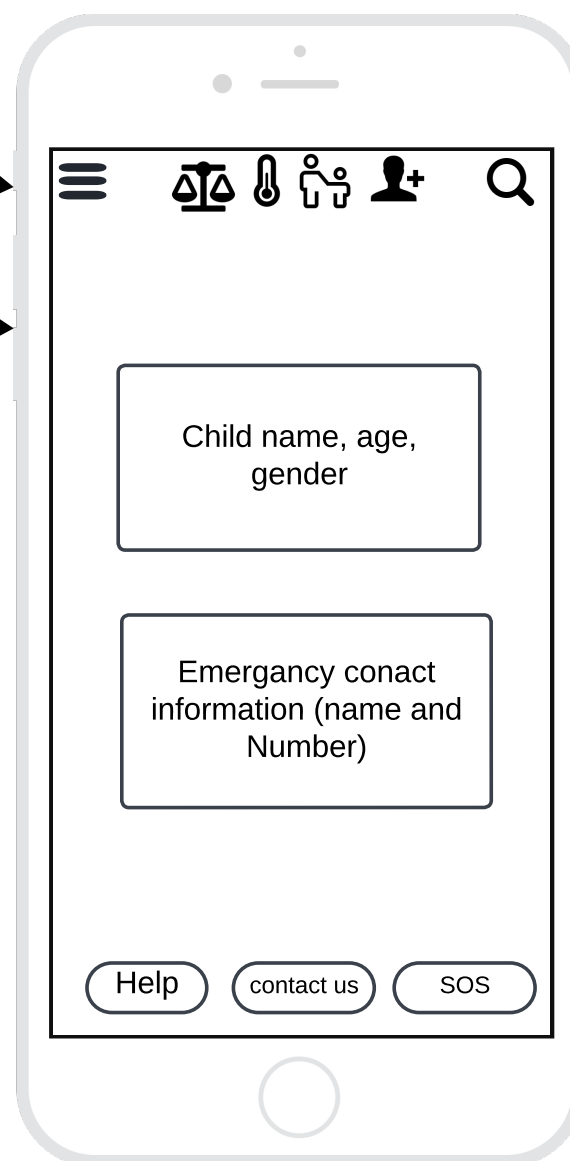 Child name, age,
gender
Emergancy conact
information (name and
Number)
Help
contact us
SOS